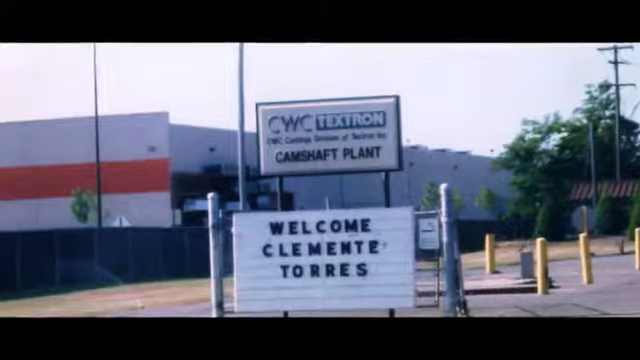 CWC TEXTRON
CWC Castings Division of Textron Inc
CAMSHAFT PLANT
WELCOME
CLEMENTE
TORRES